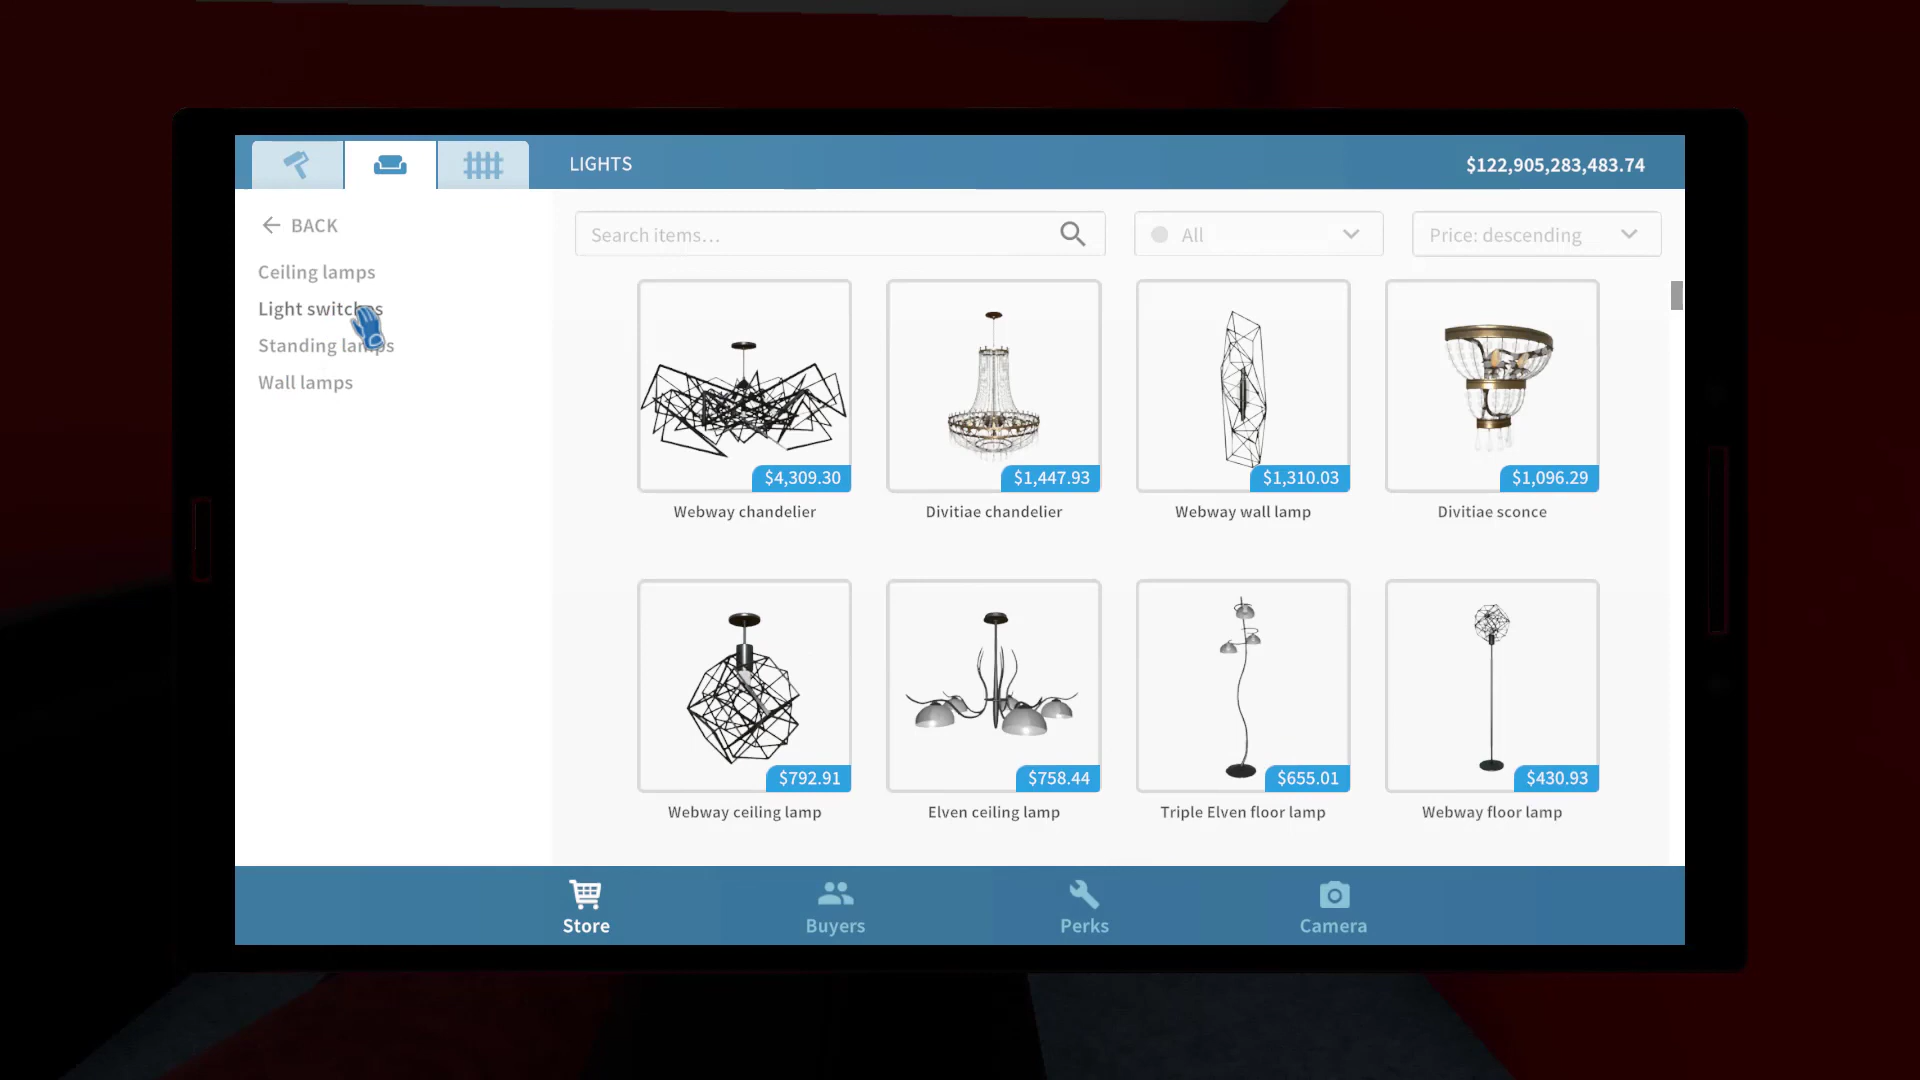 LIGHTS
$122,905,283,483.74
BACK
Ceiling lamps
Light switches
Standing lamps
Wall lamps
Search items...
All
Price: descending
$4,309.30
$1,447.93
$1,310.03
$1,096.29
Webway chandelier
Divitiae chandelier
Webway wall lamp
Divitiae sconce
$792.91
$758.44
$655.01
$430.93
Webway ceiling lamp
Elven ceiling lamp
Triple Elven floor lamp
Webway floor lamp
Store
Buyers
Perks
Camera